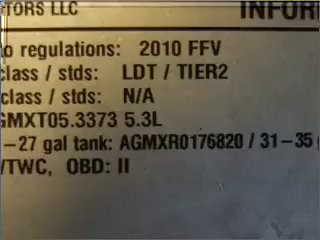 TORS LLC INFOR
to regulations: 2010 FFV
class / stds: LDT / TIER2
class / stds: N/A
GMXT05.3373 5.3L
–27 gal tank: AGMXR0176820 / 31–35
/TWC, OBD: II